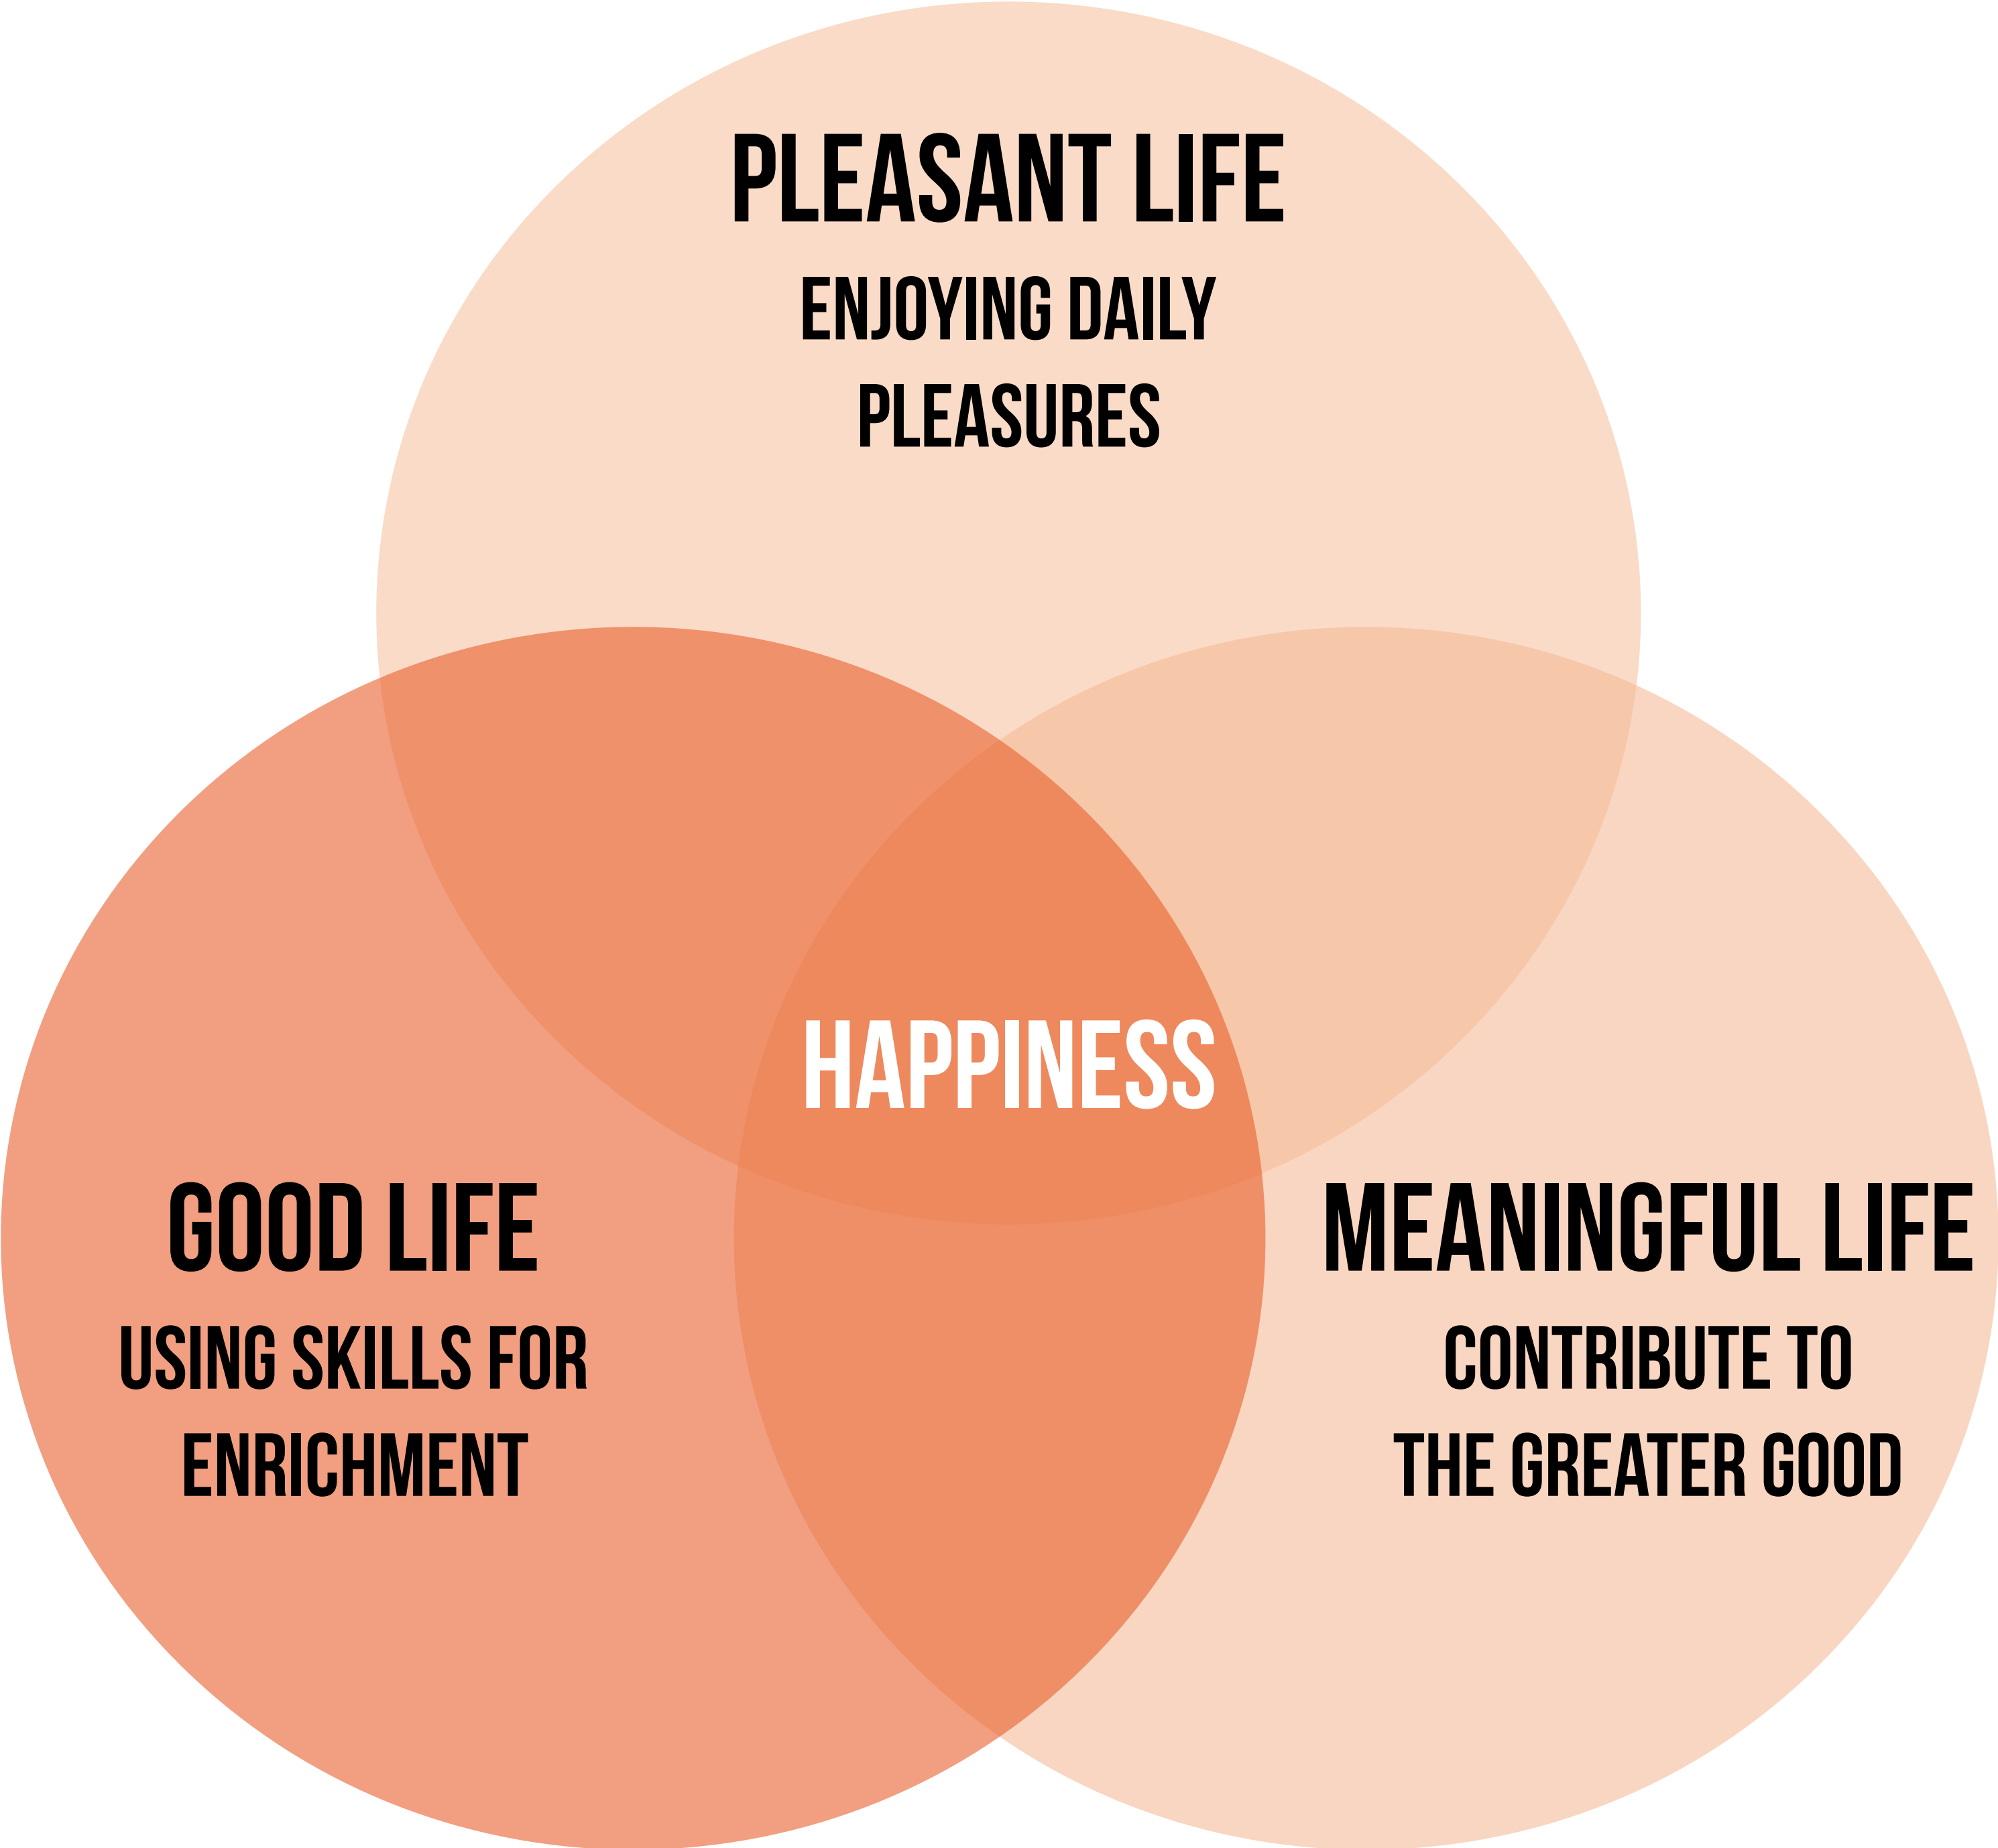 PLEASANT LIFE
ENJOYING DAILY
PLEASURES
HAPPINESS
GOOD LIFE
USING SKILLS FOR
ENRICHMENT
MEANINGFUL LIFE
CONTRIBUTE TO
THE GREATER GOOD